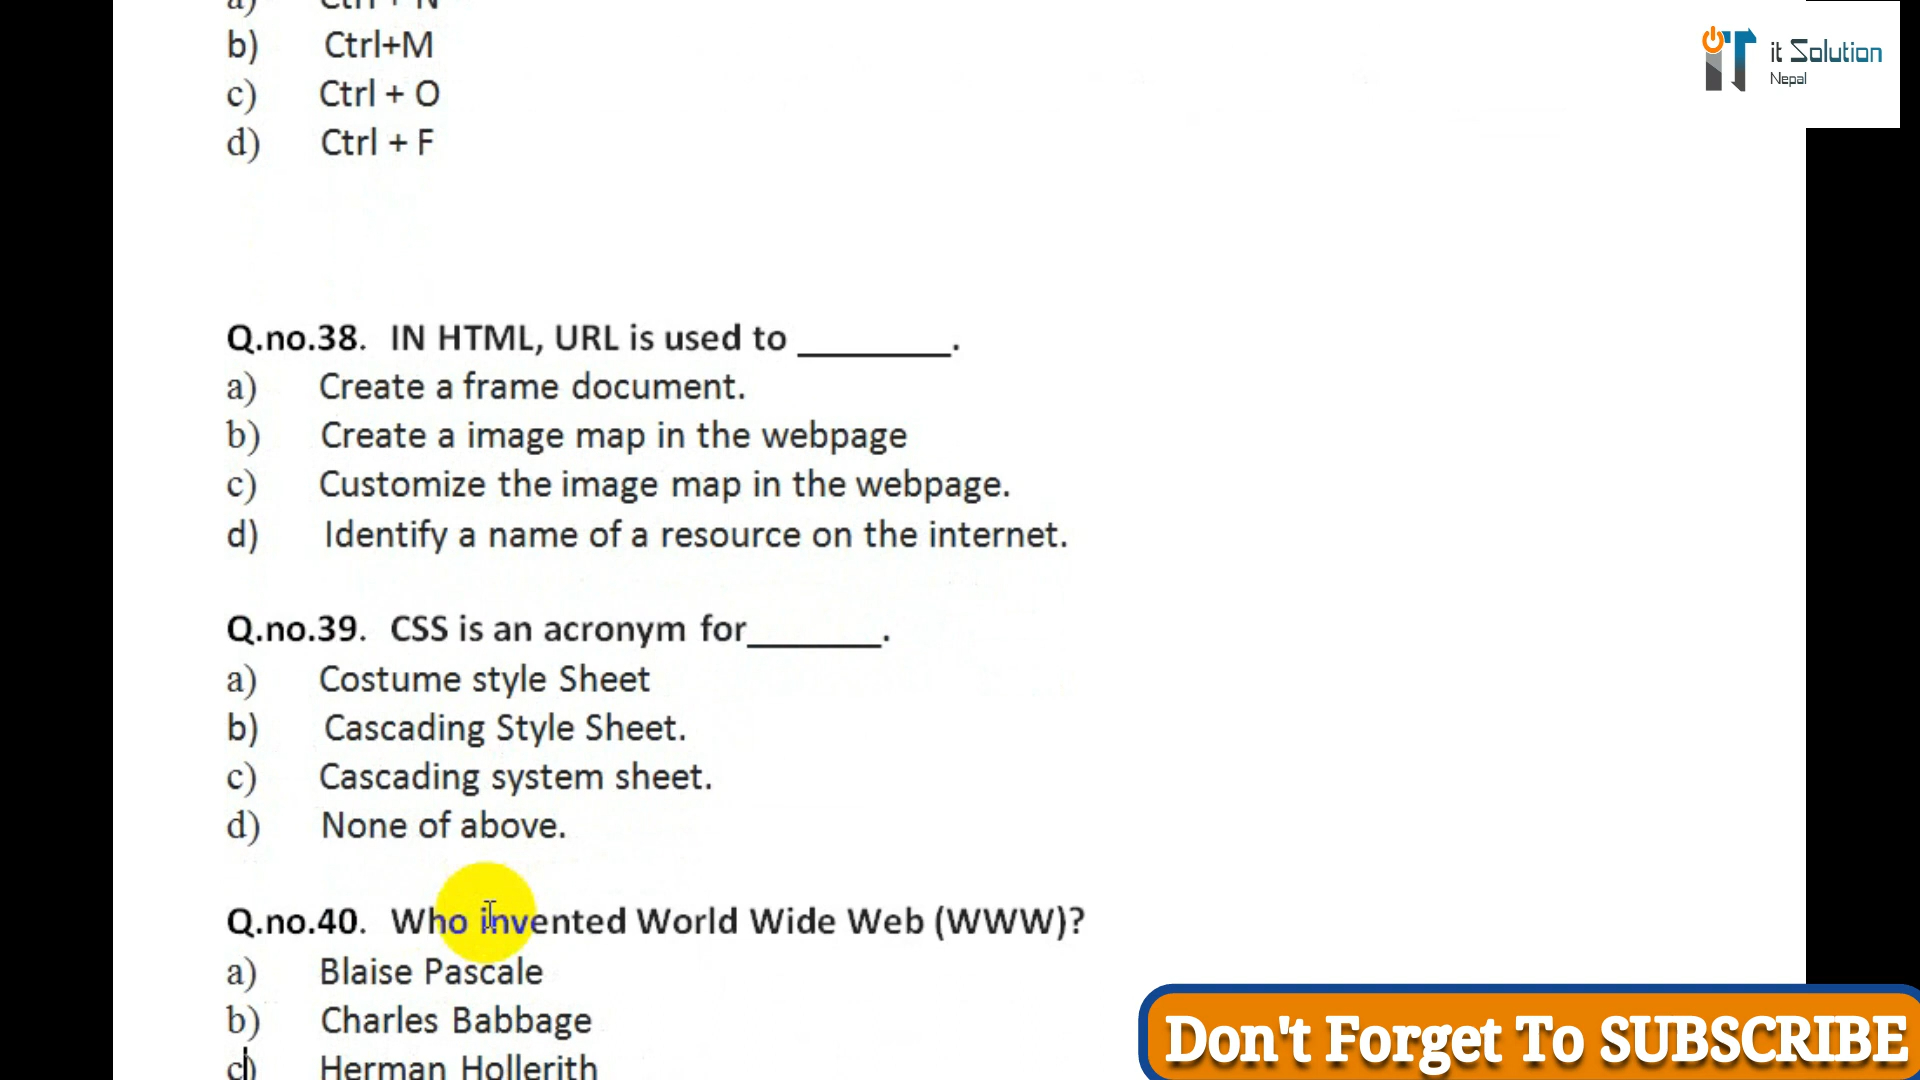 a) Ctrl + N
b) Ctrl+M
c) Ctrl + O
d) Ctrl + F
it Solution
Nepal
Q.no.38. IN HTML, URL is used to ________.
a) Create a frame document.
b) Create a image map in the webpage
c) Customize the image map in the webpage.
d) Identify a name of a resource on the internet.
Q.no.39. CSS is an acronym for_______.
a) Costume style Sheet
b) Cascading Style Sheet.
c) Cascading system sheet.
d) None of above.
Q.no.40. Who invented World Wide Web (WWW)?
a) Blaise Pascale
b) Charles Babbage
c) Herman Hollerith
Don't Forget To SUBSCRIBE